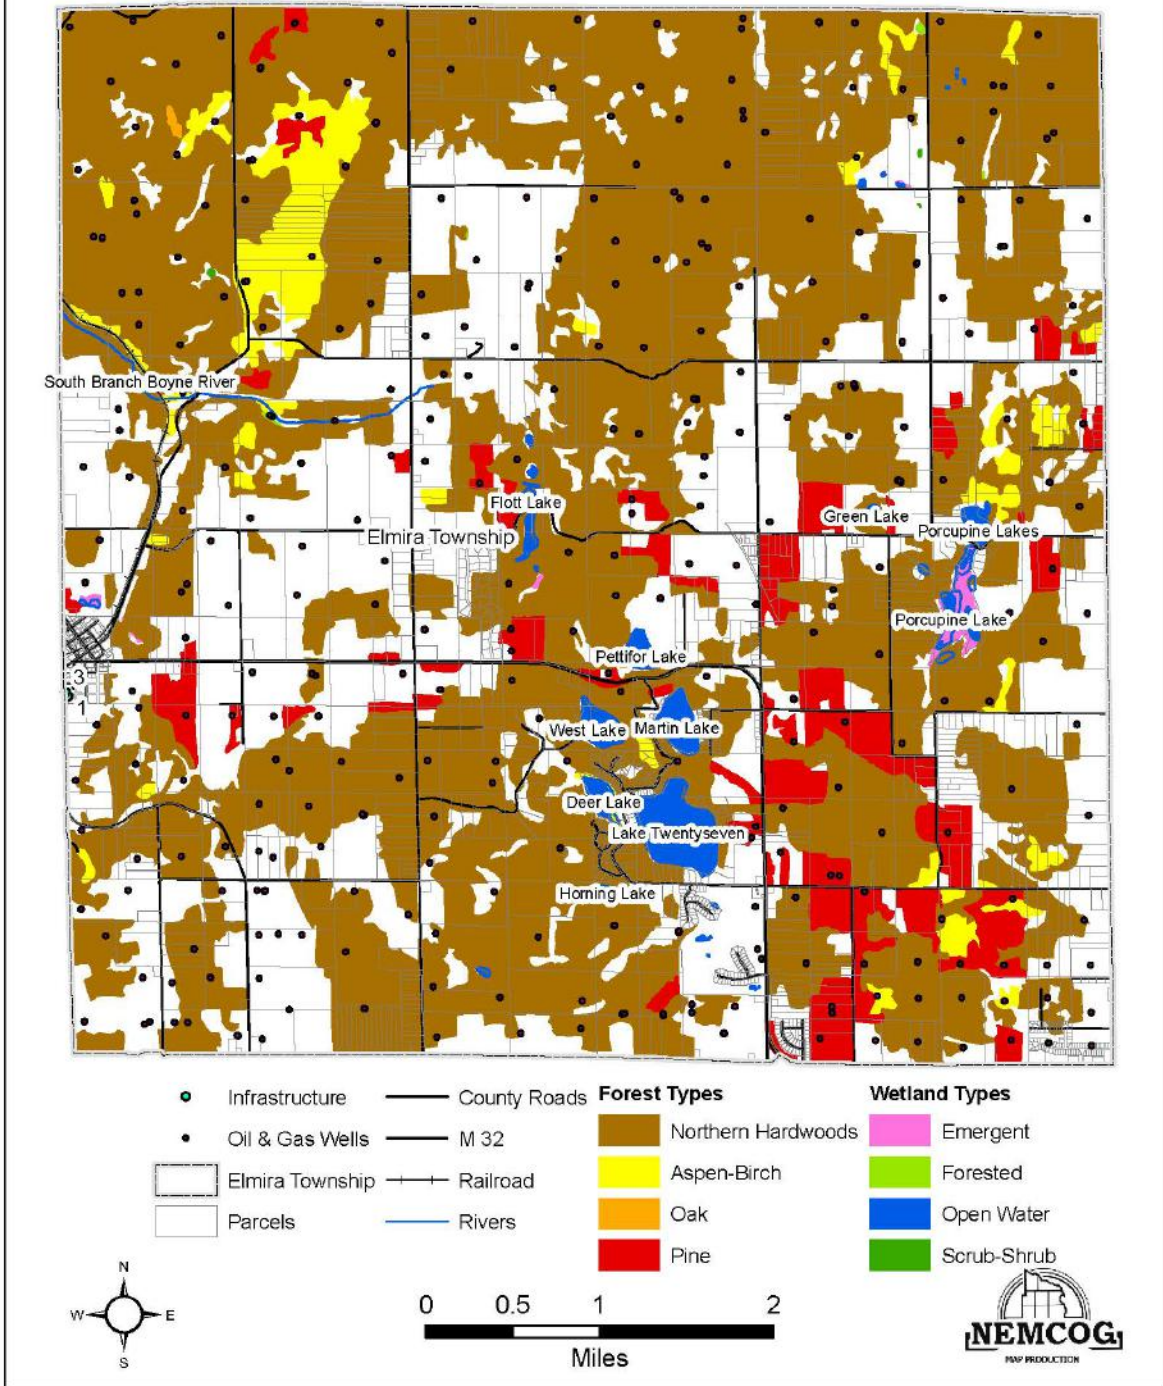 South Branch Boyne River
Flott Lake
Green Lake
Elmira Township
Porcupine Lakes
Porcupine Lake
Pettifor Lake
3
1
West Lake
Martin Lake
Deer Lake
Lake Twentyseven
Horning Lake
Infrastructure
Oil & Gas Wells
Elmira Township
Parcels
County Roads
M 32
Railroad
Rivers
Forest Types
Northern Hardwoods
Aspen-Birch
Oak
Pine
Wetland Types
Emergent
Forested
Open Water
Scrub-Shrub
N
W E
S
0 0.5 1 2
Miles
NEMCOG
MAP PRODUCTION